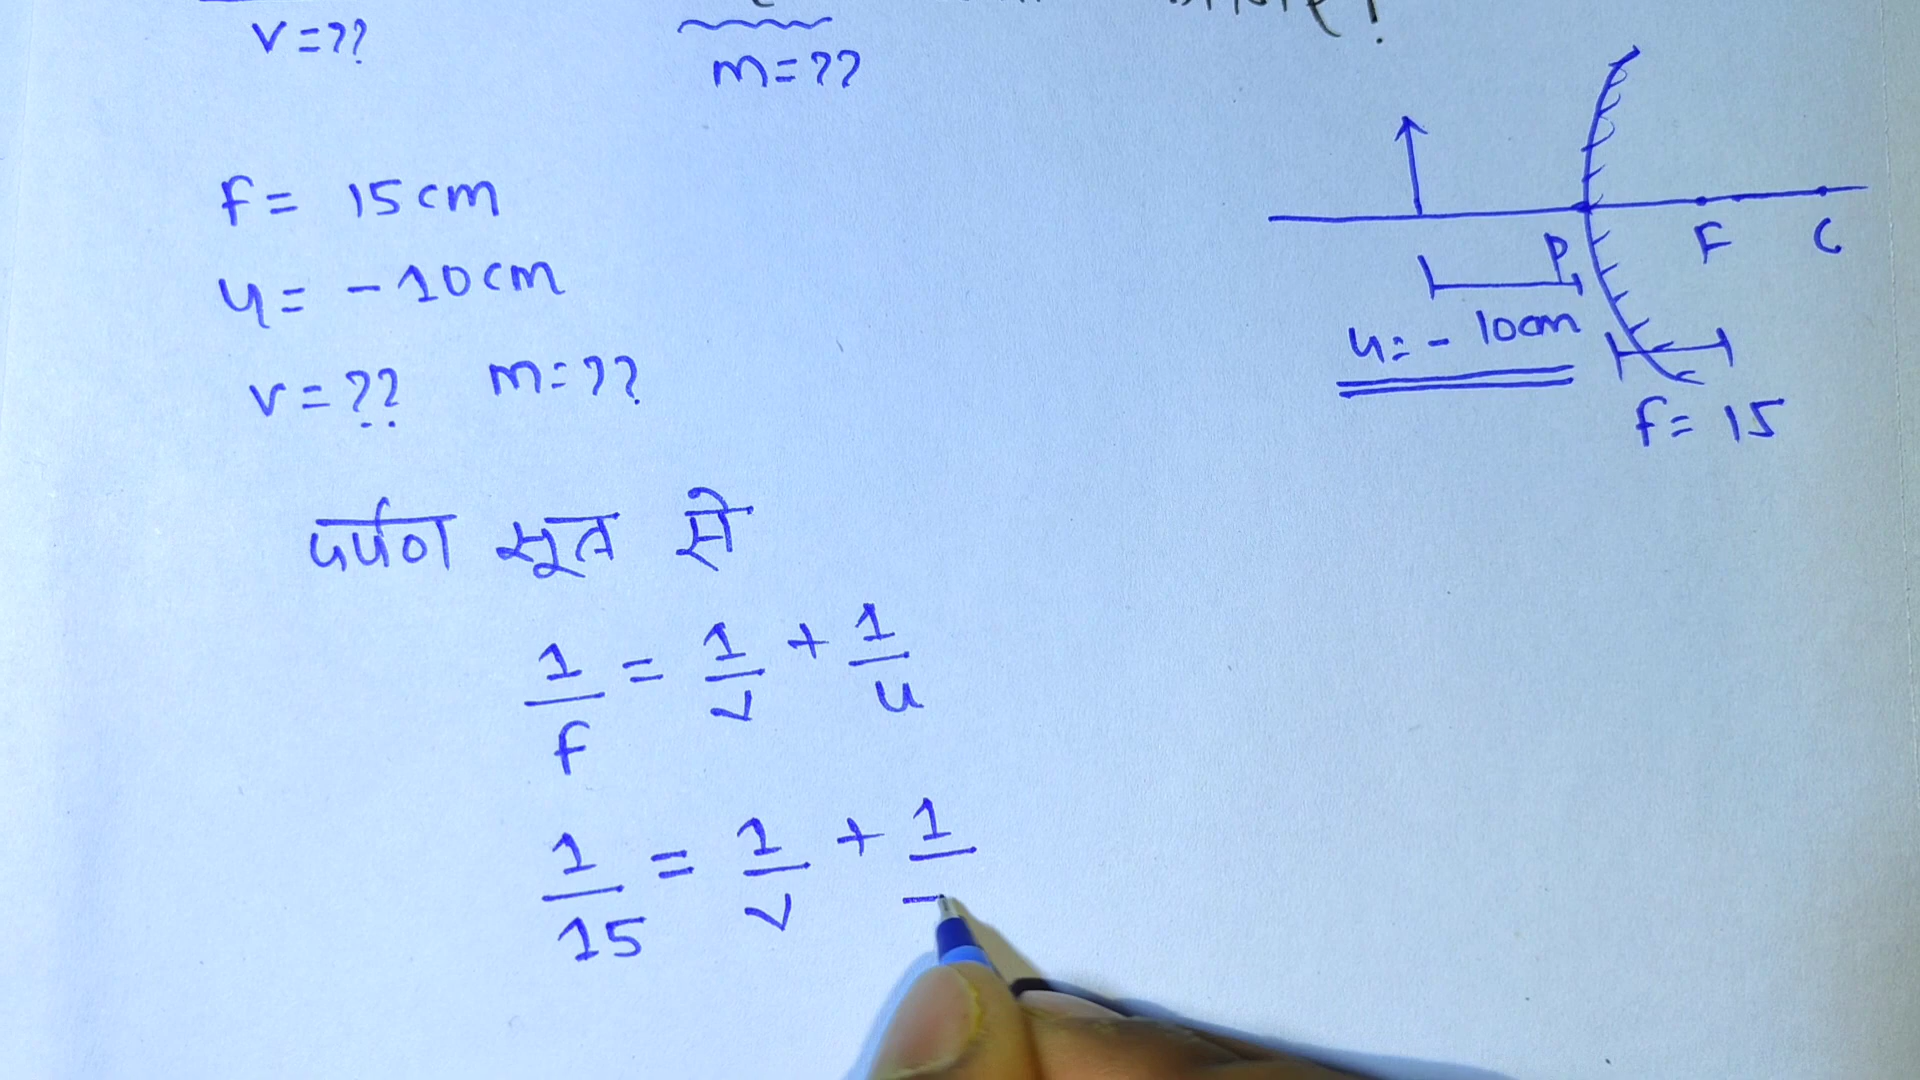 v=??
m=??
f= 15cm
u= -10cm
v=?? m=??
P F C
u=- 10cm
f= 15
दर्पण सूत्र से
1/f = 1/v + 1/u
1/15 = 1/v + 1/-